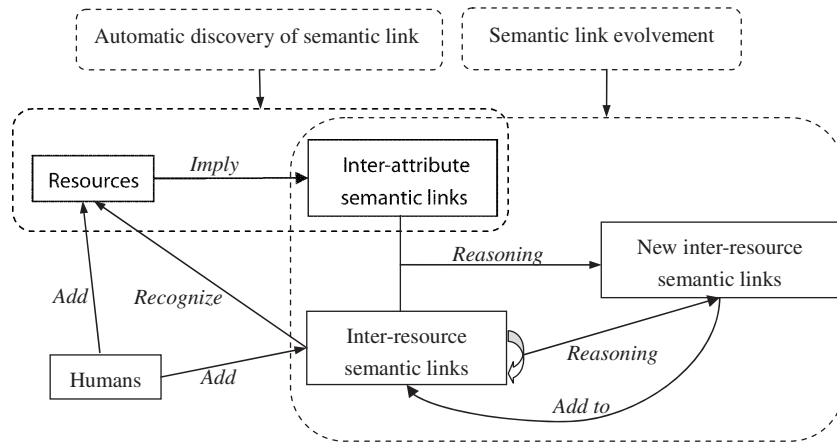 Automatic discovery of semantic link
Semantic link evolvement
Resources
Imply
Inter-attribute
semantic links
Reasoning
New inter-resource
semantic links
Add
Recognize
Inter-resource
semantic links
Reasoning
Humans
Add
Add to